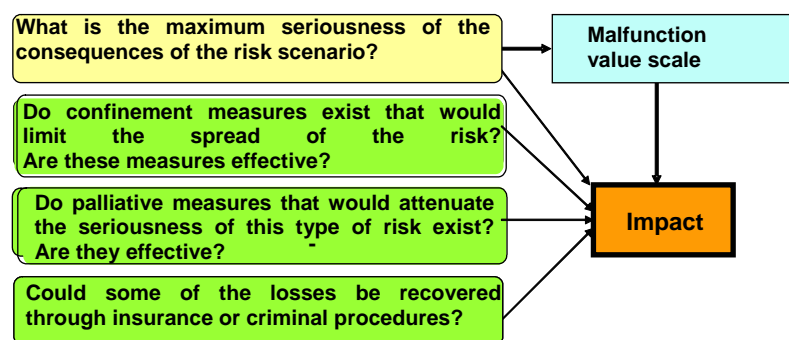 What is the maximum seriousness of the
consequences of the risk scenario?
Malfunction
value scale
Do confinement measures exist that would
limit the spread of the risk?
Are these measures effective?
Do palliative measures that would attenuate
the seriousness of this type of risk exist?
Are they effective?
-
Impact
Could some of the losses be recovered
through insurance or criminal procedures?